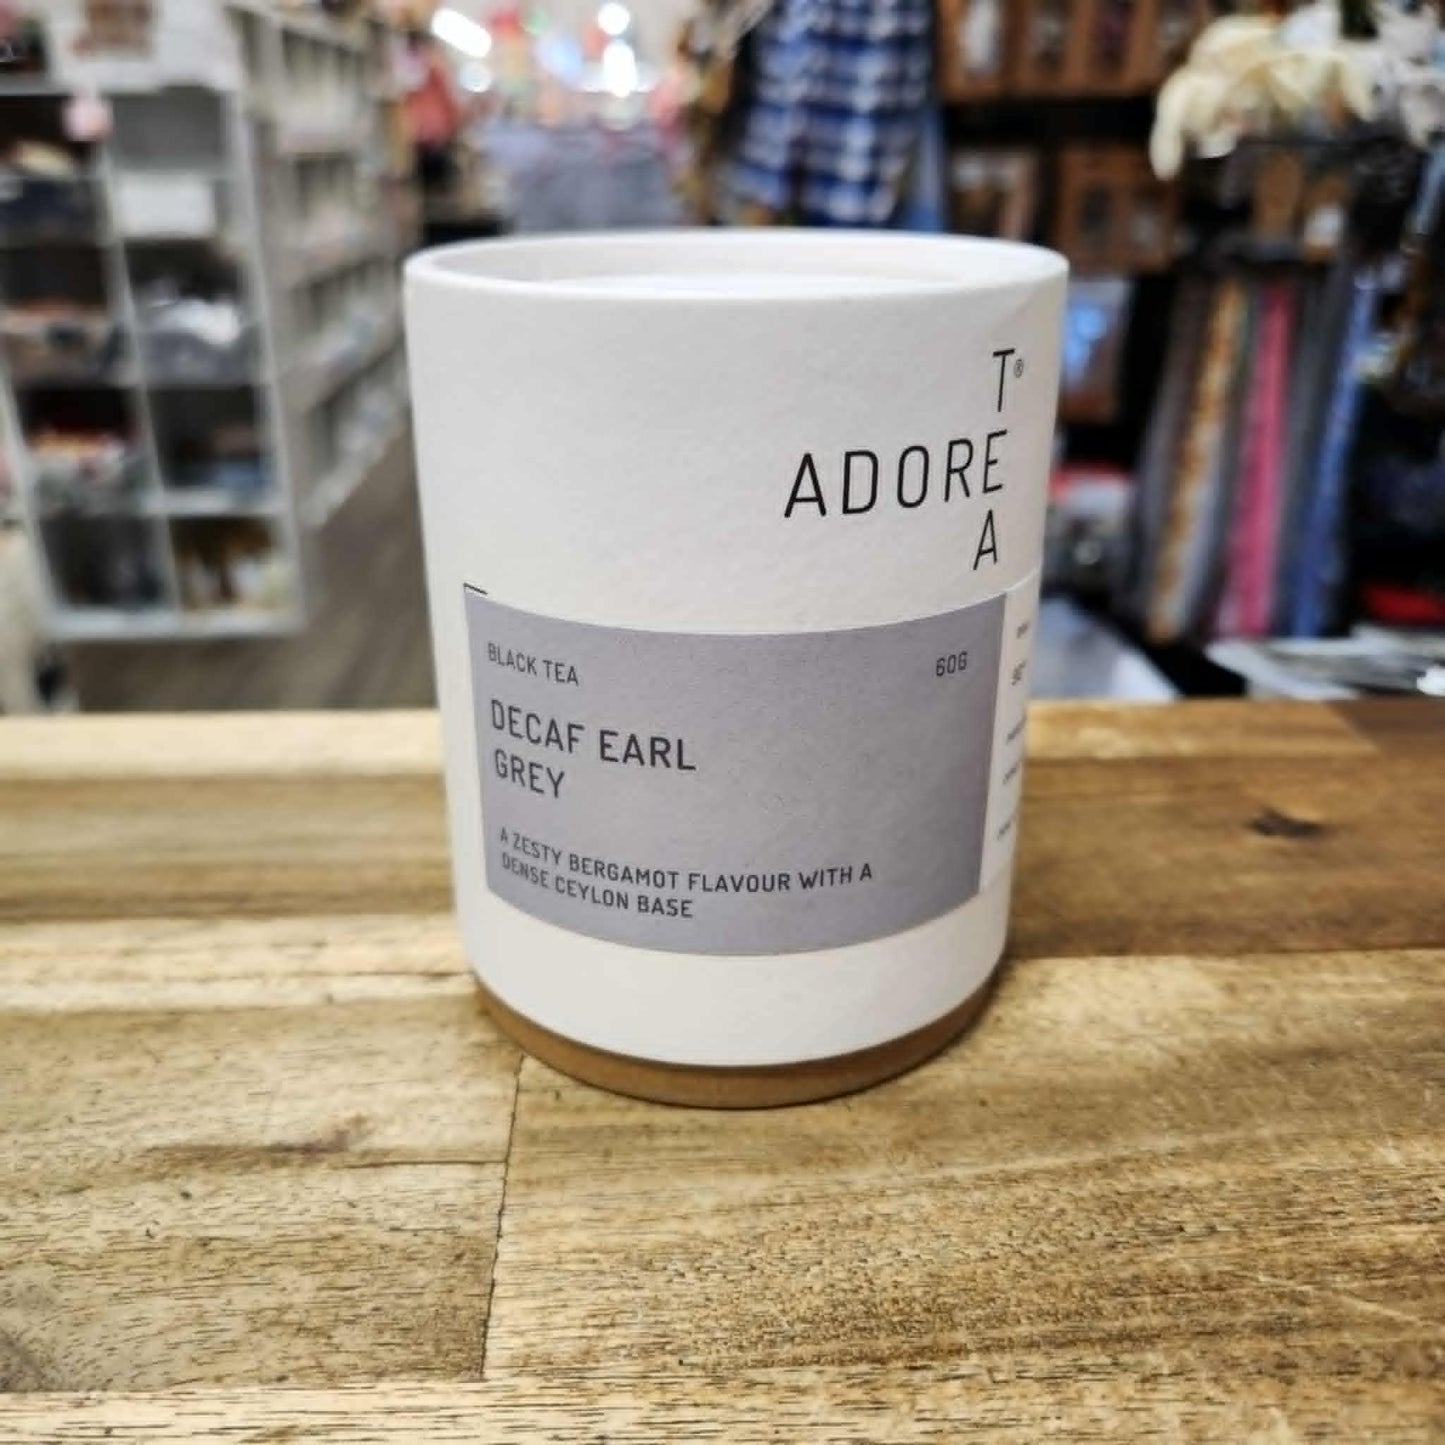 T®
ADORE
A
BLACK TEA
60G
DECAF EARL
GREY
A ZESTY BERGAMOT FLAVOUR WITH A
DENSE CEYLON BASE